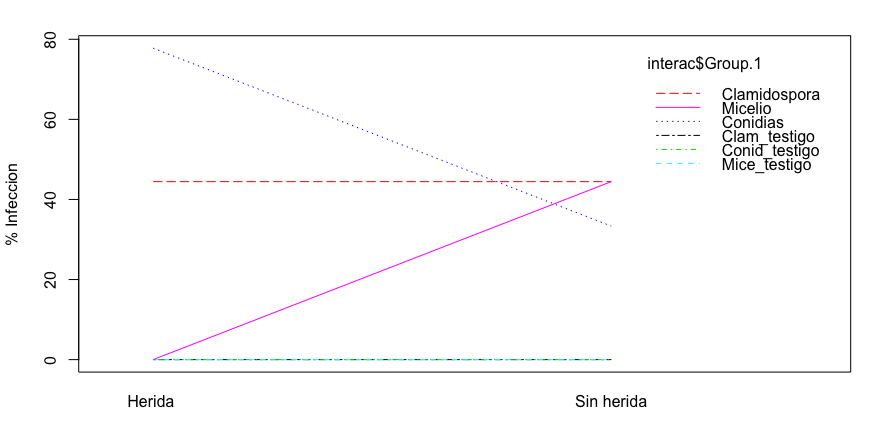 interac$Group.1
Clamidospora
Micelio
Conidias
Clam_testigo
Conid_testigo
Mice_testigo
% Infeccion
80
60
40
20
0
Herida
Sin herida